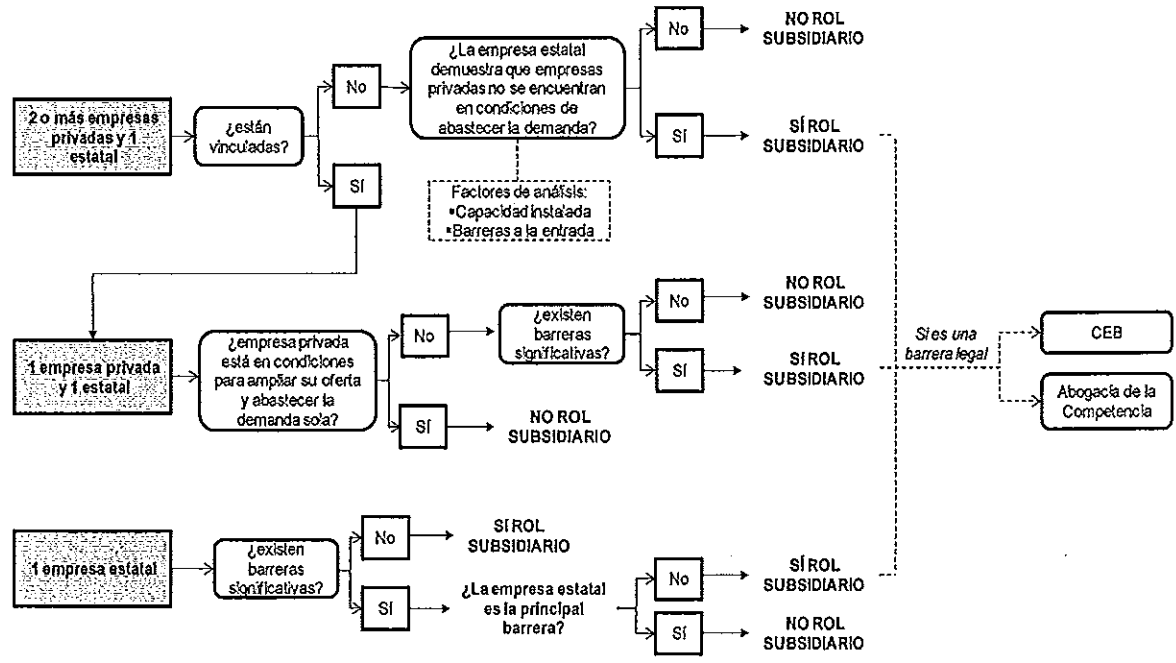 2 o más empresas
privadas y 1
estatal
¿están
vinculadas?
No
Sí
¿La empresa estatal
demuestra que empresas
privadas no se encuentran
en condiciones de
abastecer la demanda?
Factores de análisis:
▪Capacidad instalada
▪Barreras a la entrada
No
NO ROL
SUBSIDIARIO
Sí
SÍ ROL
SUBSIDIARIO
1 empresa privada
y 1 estatal
¿empresa privada
está en condiciones
para ampliar su oferta
y abastecer la
demanda sola?
No
Sí
NO ROL
SUBSIDIARIO
¿existen
barreras
significativas?
No
NO ROL
SUBSIDIARIO
Sí
SÍ ROL
SUBSIDIARIO
Si es una
barrera legal
CEB
Abogacía de la
Competencia
1 empresa estatal
¿existen
barreras
significativas?
No
SÍ ROL
SUBSIDIARIO
Sí
¿La empresa estatal
es la principal
barrera?
No
SÍ ROL
SUBSIDIARIO
Sí
NO ROL
SUBSIDIARIO